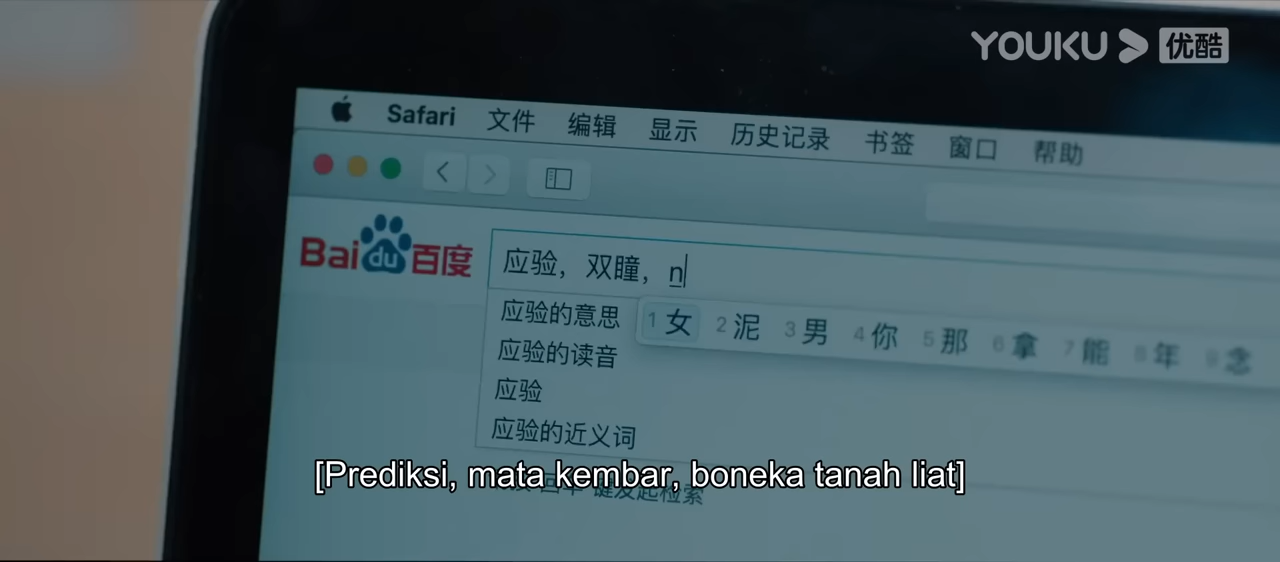 YOUKU 优酷
Safari 文件 编辑 显示 历史记录 书签 窗口 帮助
Bai du 百度
应验，双瞳，n
应验的意思
1 女 2 泥 3 男 4 你 5 那 6 拿 7 能 8 年 9 念
应验的读音
应验
应验的近义词
[Prediksi, mata kembar, boneka tanah liat]